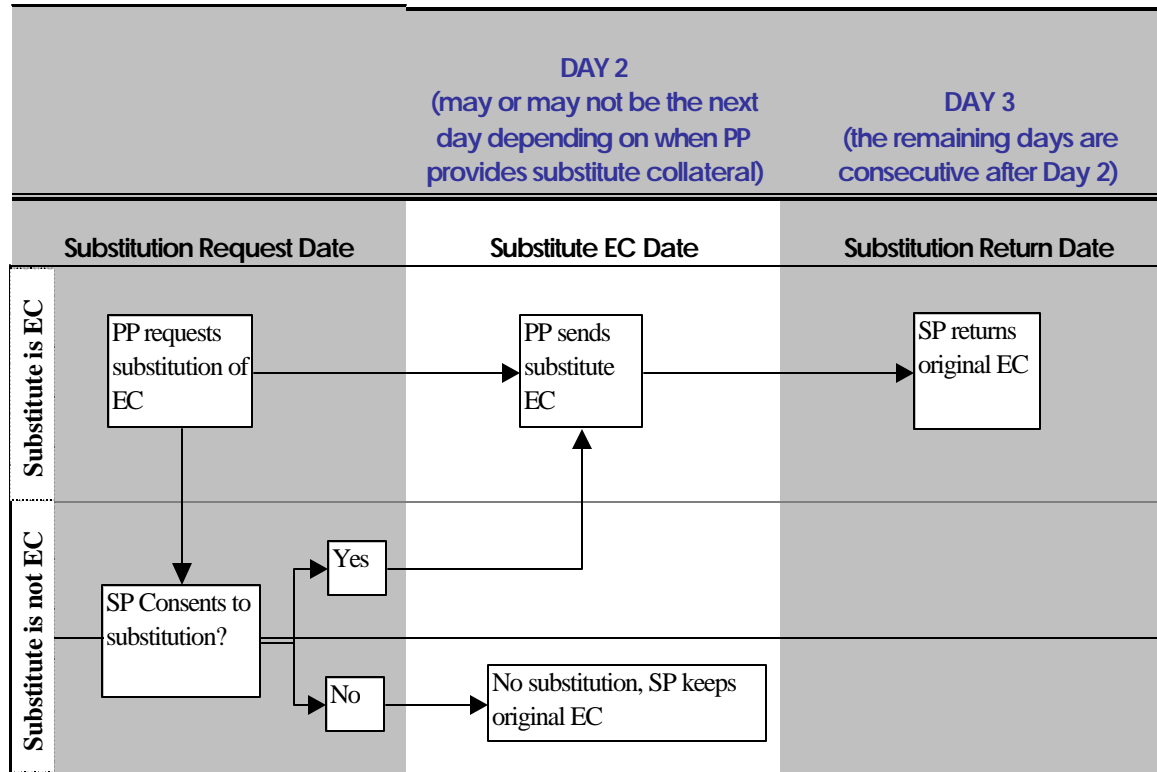 DAY 2
(may or may not be the next
day depending on when PP
provides substitute collateral)
DAY 3
(the remaining days are
consecutive after Day 2)
Substitution Request Date
Substitute EC Date
Substitution Return Date
Substitute is EC
PP requests
substitution of
EC
PP sends
substitute
EC
SP returns
original EC
Substitute is not EC
SP Consents to
substitution?
Yes
No
No substitution, SP keeps
original EC